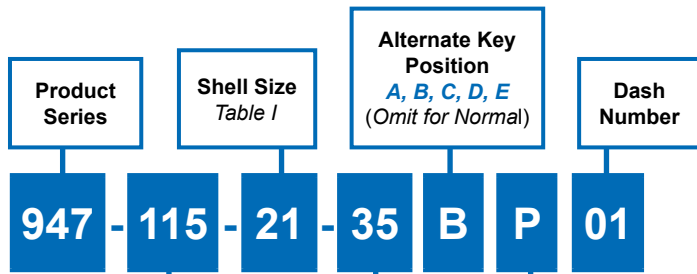 Product
Series
Shell Size
Table I
Alternate Key
Position
A, B, C, D, E
(Omit for Normal)
Dash
Number
947 - 115 - 21 - 35 B P 01